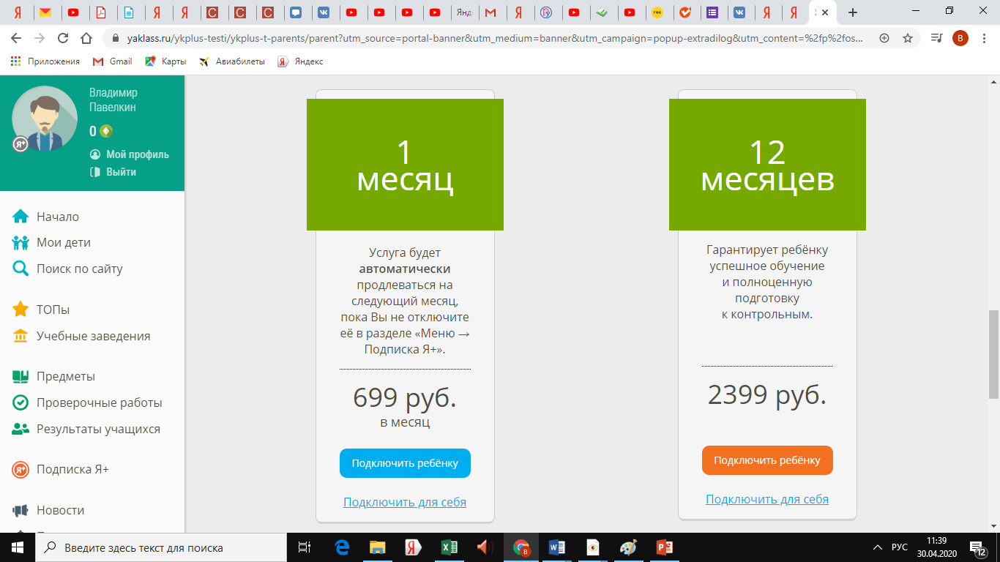 Янд
yaklass.ru/ykplus-testi/ykplus-t-parents/parent?utm_source=portal-banner&utm_medium=banner&utm_campaign=popup-extradilog&utm_content=%2fp%2fos...
В
Приложения
Gmail
Карты
Авиабилеты
Яндекс
Владимир
Павелкин
0
Я+
Мой профиль
Выйти
Начало
Мои дети
Поиск по сайту
ТОПы
Учебные заведения
Предметы
Проверочные работы
Результаты учащихся
Подписка Я+
Новости
1
месяц
Услуга будет
автоматически
продлеваться на
следующий месяц,
пока Вы не отключите
её в разделе «Меню →
Подписка Я+».
699 руб.
в месяц
Подключить ребёнку
Подключить для себя
12
месяцев
Гарантирует ребёнку
успешное обучение
и полноценную
подготовку
к контрольным.
2399 руб.
Подключить ребёнку
Подключить для себя
Введите здесь текст для поиска
РУС
11:39
30.04.2020
12